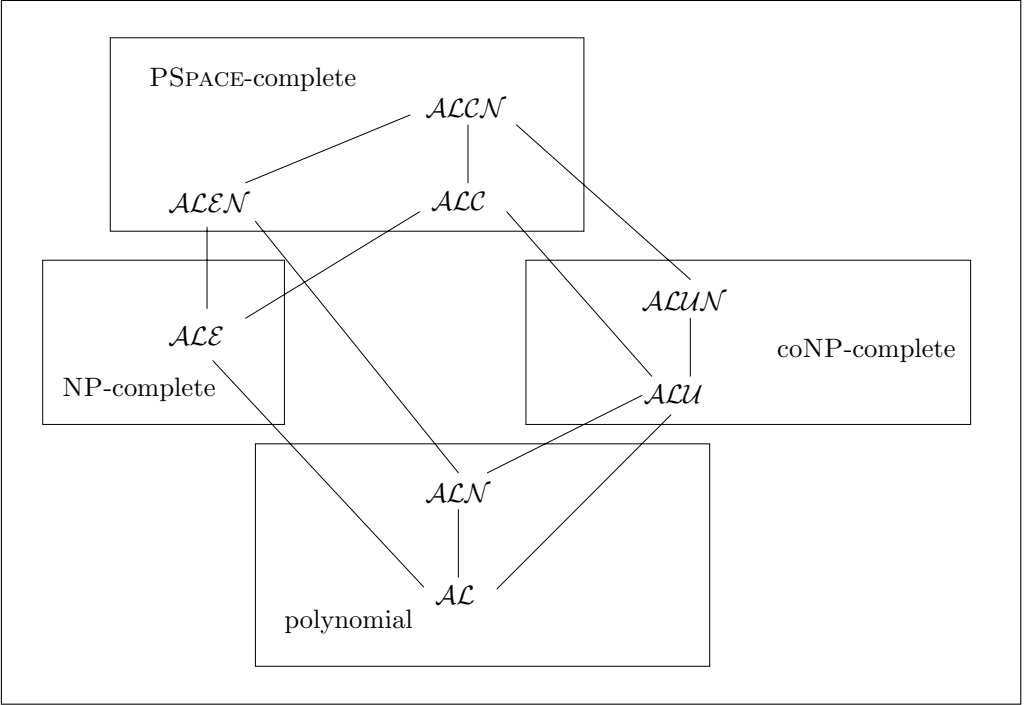 PSPACE-complete
𝒜ℒ𝒞𝒩
𝒜ℒℰ𝒩
𝒜ℒ𝒞
𝒜ℒ𝒰𝒩
𝒜ℒℰ
coNP-complete
NP-complete
𝒜ℒ𝒰
𝒜ℒ𝒩
𝒜ℒ
polynomial